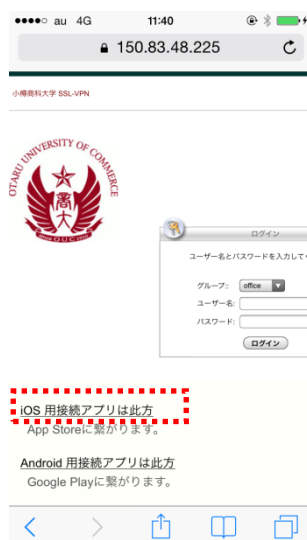 au 4G 11:40
150.83.48.225
小樽商科大学 SSL-VPN
OTARU UNIVERSITY OF COMMERCE
商大
ログイン
ユーザー名とパスワードを入力して
グループ: office
ユーザー名:
パスワード:
ログイン
iOS 用接続アプリは此方
App Storeに繋がります。
Android 用接続アプリは此方
Google Playに繋がります。